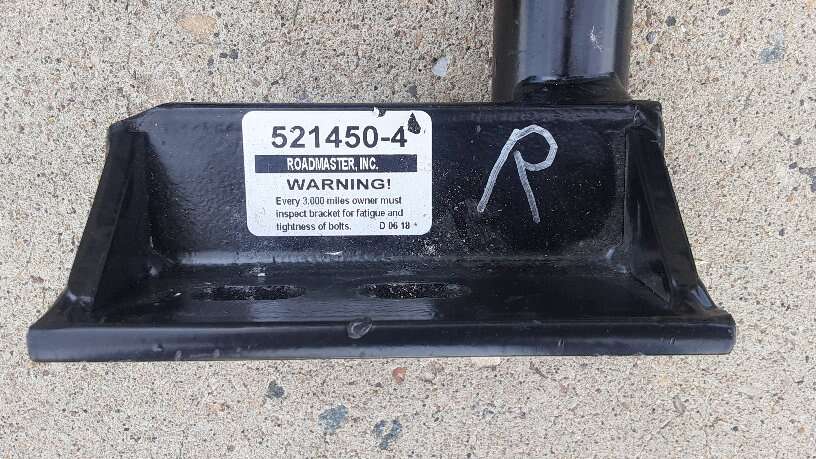 521450-4
ROADMASTER, INC.
WARNING!
Every 3,000 miles owner must
inspect bracket for fatigue and
tightness of bolts. D 06 18
R